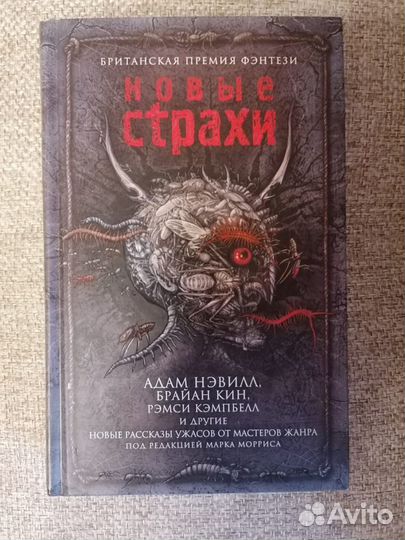 БРИТАНСКАЯ ПРЕМИЯ ФЭНТЕЗИ
НОВЫЕ
СТРАХИ
АДАМ НЭВИЛЛ,
БРАЙАН КИН,
РЭМСИ КЭМПБЕЛЛ
И ДРУГИЕ
НОВЫЕ РАССКАЗЫ УЖАСОВ ОТ МАСТЕРОВ ЖАНРА
ПОД РЕДАКЦИЕЙ МАРКА МОРРИСА
Avito